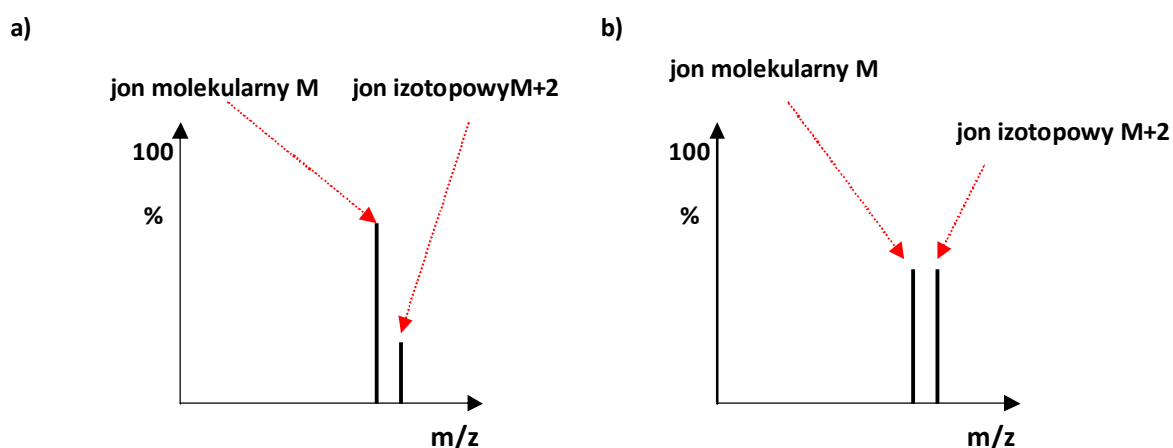 a)
jon molekularny M
jon izotopowyM+2
100
%
m/z
b)
jon molekularny M
jon izotopowy M+2
100
%
m/z